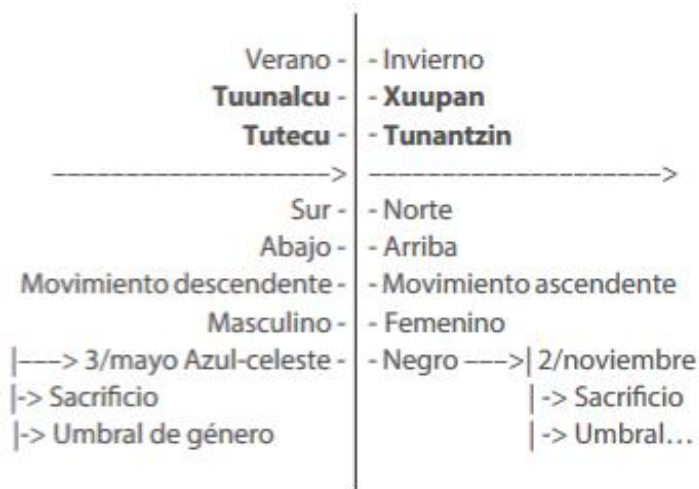 Verano - | - Invierno
Tuunalcu - | - Xuupan
Tutecu - | - Tunantzin
--------------------> | --------------------->
Sur - | - Norte
Abajo - | - Arriba
Movimiento descendente - | - Movimiento ascendente
Masculino - | - Femenino
|---> 3/mayo Azul-celeste - | - Negro --->| 2/noviembre
|-> Sacrificio |-> Sacrificio
|-> Umbral de género |-> Umbral…